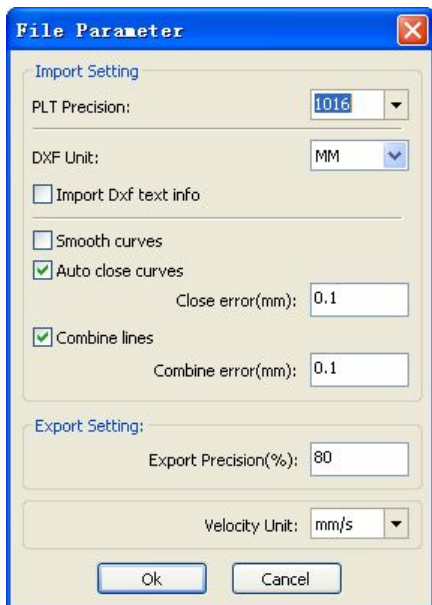 File Parameter
Import Setting
PLT Precision: 1016
DXF Unit: MM
Import Dxf text info
Smooth curves
Auto close curves
Close error(mm): 0.1
Combine lines
Combine error(mm): 0.1
Export Setting:
Export Precision(%): 80
Velocity Unit: mm/s
Ok Cancel